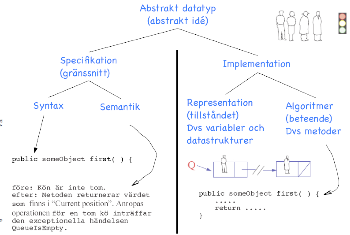 Abstrakt datatyp
(abstrakt idé)
Specifikation
(gränssnitt)
Implementation
Syntax
Semantik
Representation
(tillståndet)
Dvs variabler och
datastrukturer
Algoritmer
(beteende)
Dvs metoder
Q
public someObject first( )
public someObject first( ) {
.....
return .....
}
före: Kön är inte tom.
efter: Metoden returnerar värdet
som finns i "Current position". Anropas
operationen för en tom kö inträffar
den exceptionella händelsen
QueueIsEmpty.